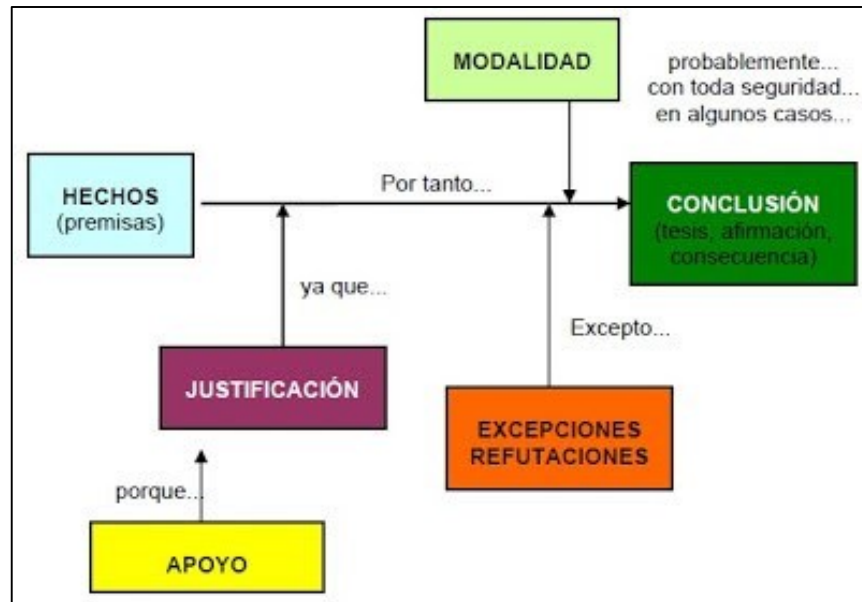 MODALIDAD
probablemente...
con toda seguridad...
en algunos casos...
HECHOS
(premisas)
Por tanto...
CONCLUSIÓN
(tesis, afirmación,
consecuencia)
ya que...
Excepto...
JUSTIFICACIÓN
EXCEPCIONES
REFUTACIONES
porque...
APOYO